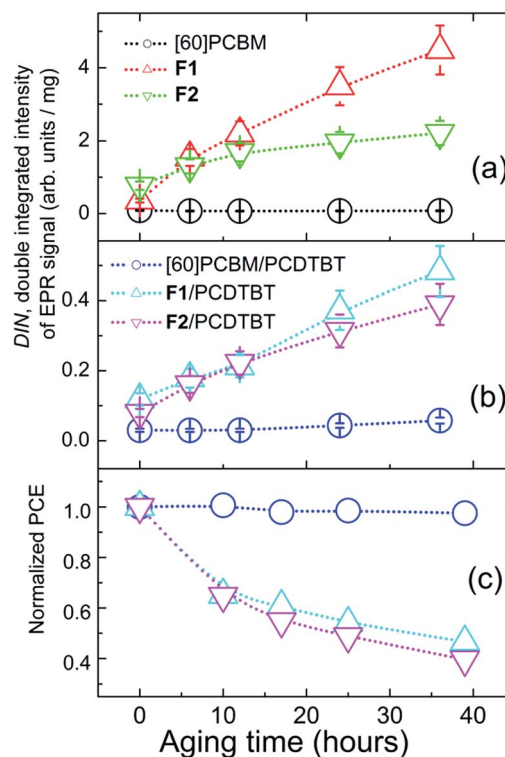 DIN, double integrated intensity
of EPR signal (arb. units / mg)
[60]PCBM
F1
F2
4
2
0
(a)
[60]PCBM/PCDTBT
F1/PCDTBT
F2/PCDTBT
0.4
0.2
0.0
(b)
Normalized PCE
1.0
0.8
0.6
0.4
(c)
0 10 20 30 40
Aging time (hours)